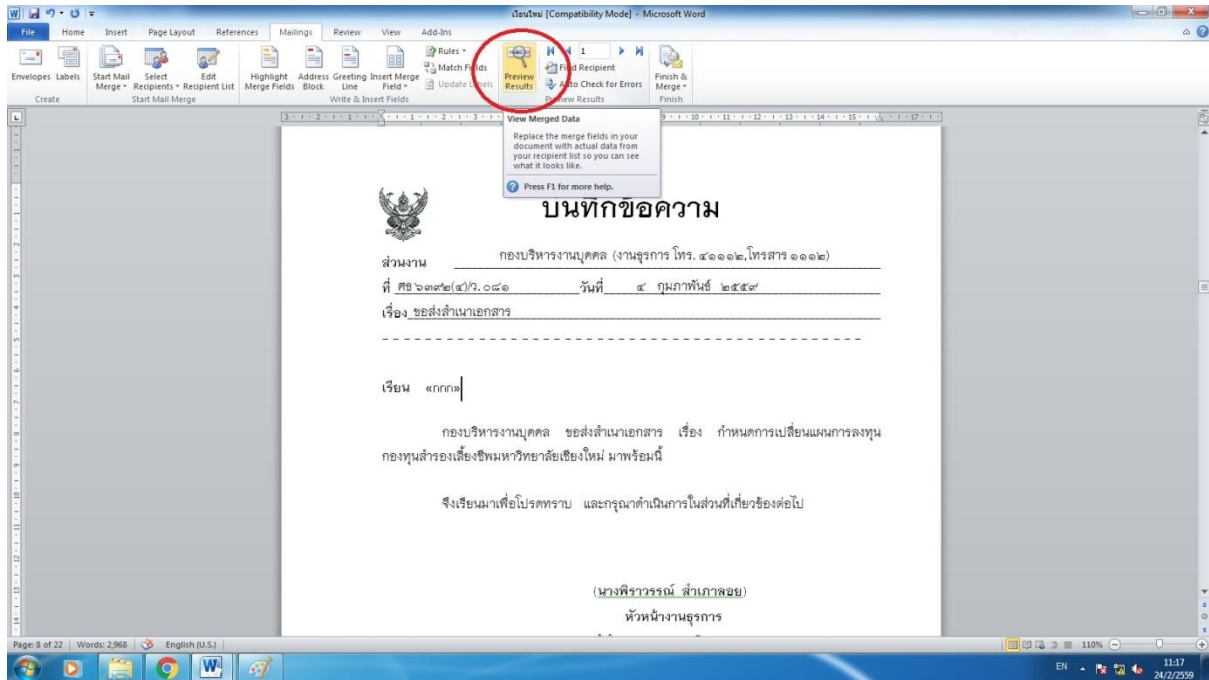 เวียนใหม่ [Compatibility Mode] - Microsoft Word
File Home Insert Page Layout References Mailings Review View Add-Ins
Envelopes Labels Start Mail Merge Select Recipients Edit Recipient List Highlight Merge Fields Address Block Greeting Line Insert Merge Field Rules Match Fields Update Labels Preview Results 1 Find Recipient Auto Check for Errors Finish & Merge
Create Start Mail Merge Write & Insert Fields Preview Results Finish
View Merged Data
Replace the merge fields in your
document with actual data from
your recipient list so you can see
what it looks like.
Press F1 for more help.
บันทึกข้อความ
ส่วนงาน กองบริหารงานบุคคล (งานธุรการ โทร. ๔๑๑๑๒,โทรสาร ๑๑๑๒)
ที่ ศธ ๖๓๙๒(๔)/ว.๐๘๑ วันที่ ๔ กุมภาพันธ์ ๒๕๕๙
เรื่อง ขอส่งสำเนาเอกสาร
เรียน «กกก»
กองบริหารงานบุคคล ขอส่งสำเนาเอกสาร เรื่อง กำหนดการเปลี่ยนแผนการลงทุน
กองทุนสำรองเลี้ยงชีพมหาวิทยาลัยเชียงใหม่ มาพร้อมนี้
จึงเรียนมาเพื่อโปรดทราบ และกรุณาดำเนินการในส่วนที่เกี่ยวข้องต่อไป
(นางพิราวรรณ์ สำเภาลอย)
หัวหน้างานธุรการ
Page: 8 of 22 Words: 2,968 English (U.S.) 110%
EN 11:17
24/2/2559